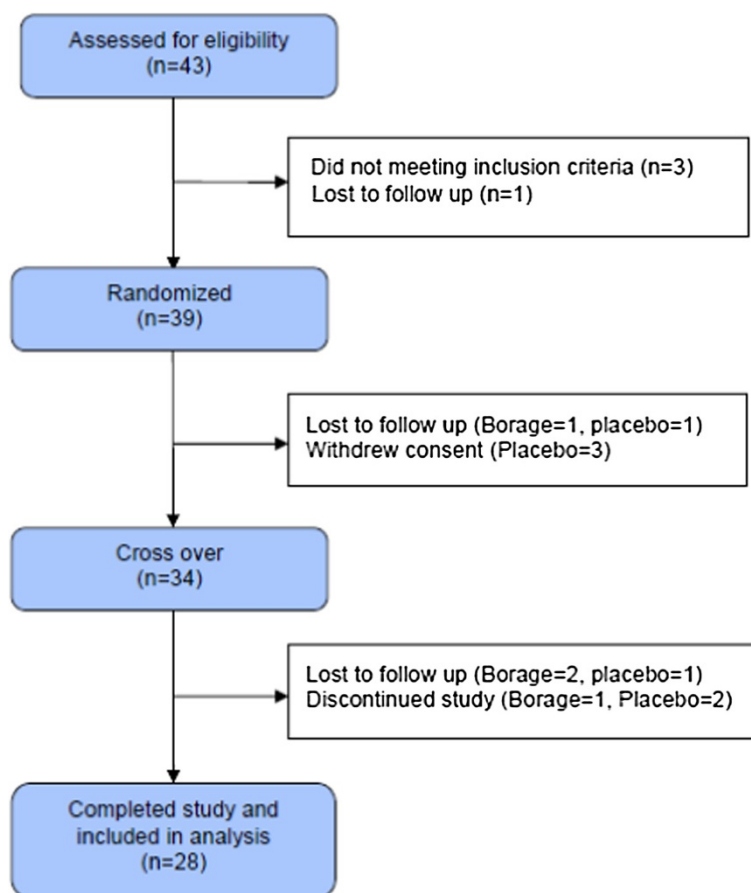 Assessed for eligibility
(n=43)
Did not meeting inclusion criteria (n=3)
Lost to follow up (n=1)
Randomized
(n=39)
Lost to follow up (Borage=1, placebo=1)
Withdrew consent (Placebo=3)
Cross over
(n=34)
Lost to follow up (Borage=2, placebo=1)
Discontinued study (Borage=1, Placebo=2)
Completed study and
included in analysis
(n=28)